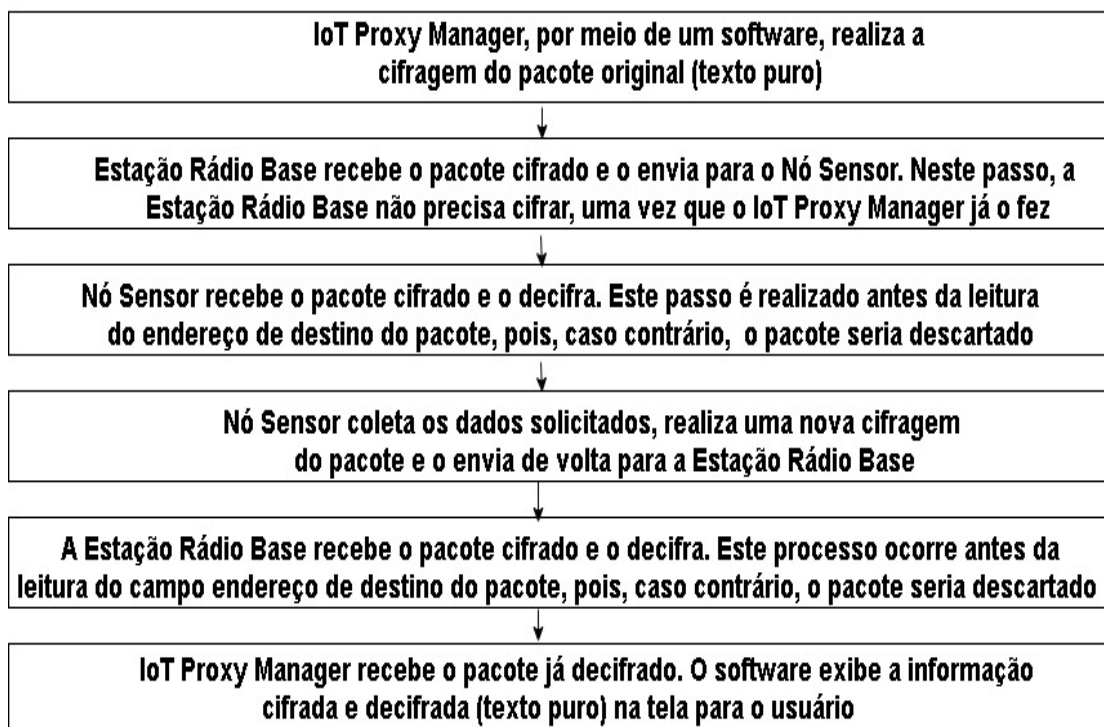 IoT Proxy Manager, por meio de um software, realiza a
cifragem do pacote original (texto puro)
Estação Rádio Base recebe o pacote cifrado e o envia para o Nó Sensor. Neste passo, a
Estação Rádio Base não precisa cifrar, uma vez que o IoT Proxy Manager já o fez
Nó Sensor recebe o pacote cifrado e o decifra. Este passo é realizado antes da leitura
do endereço de destino do pacote, pois, caso contrário, o pacote seria descartado
Nó Sensor coleta os dados solicitados, realiza uma nova cifragem
do pacote e o envia de volta para a Estação Rádio Base
A Estação Rádio Base recebe o pacote cifrado e o decifra. Este processo ocorre antes da
leitura do campo endereço de destino do pacote, pois, caso contrário, o pacote seria descartado
IoT Proxy Manager recebe o pacote já decifrado. O software exibe a informação
cifrada e decifrada (texto puro) na tela para o usuário